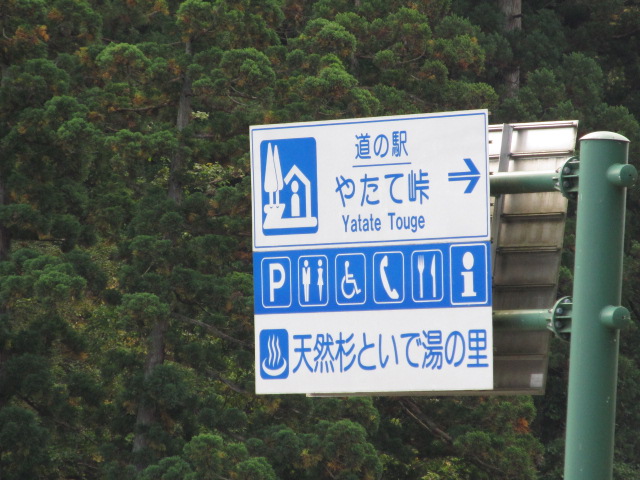 道の駅
やたて峠
Yatate Touge
P
i
天然杉といで湯の里